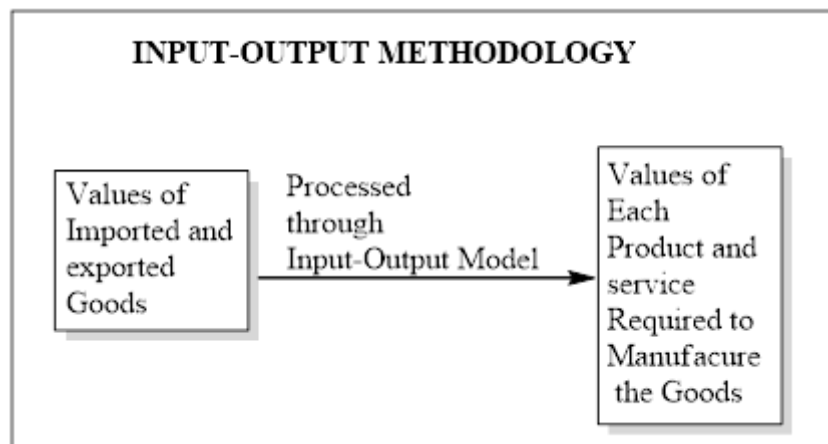 INPUT-OUTPUT METHODOLOGY
Values of
Imported and
exported
Goods
Processed
through
Input-Output Model
Values of
Each
Product and
service
Required to
Manufacure
the Goods